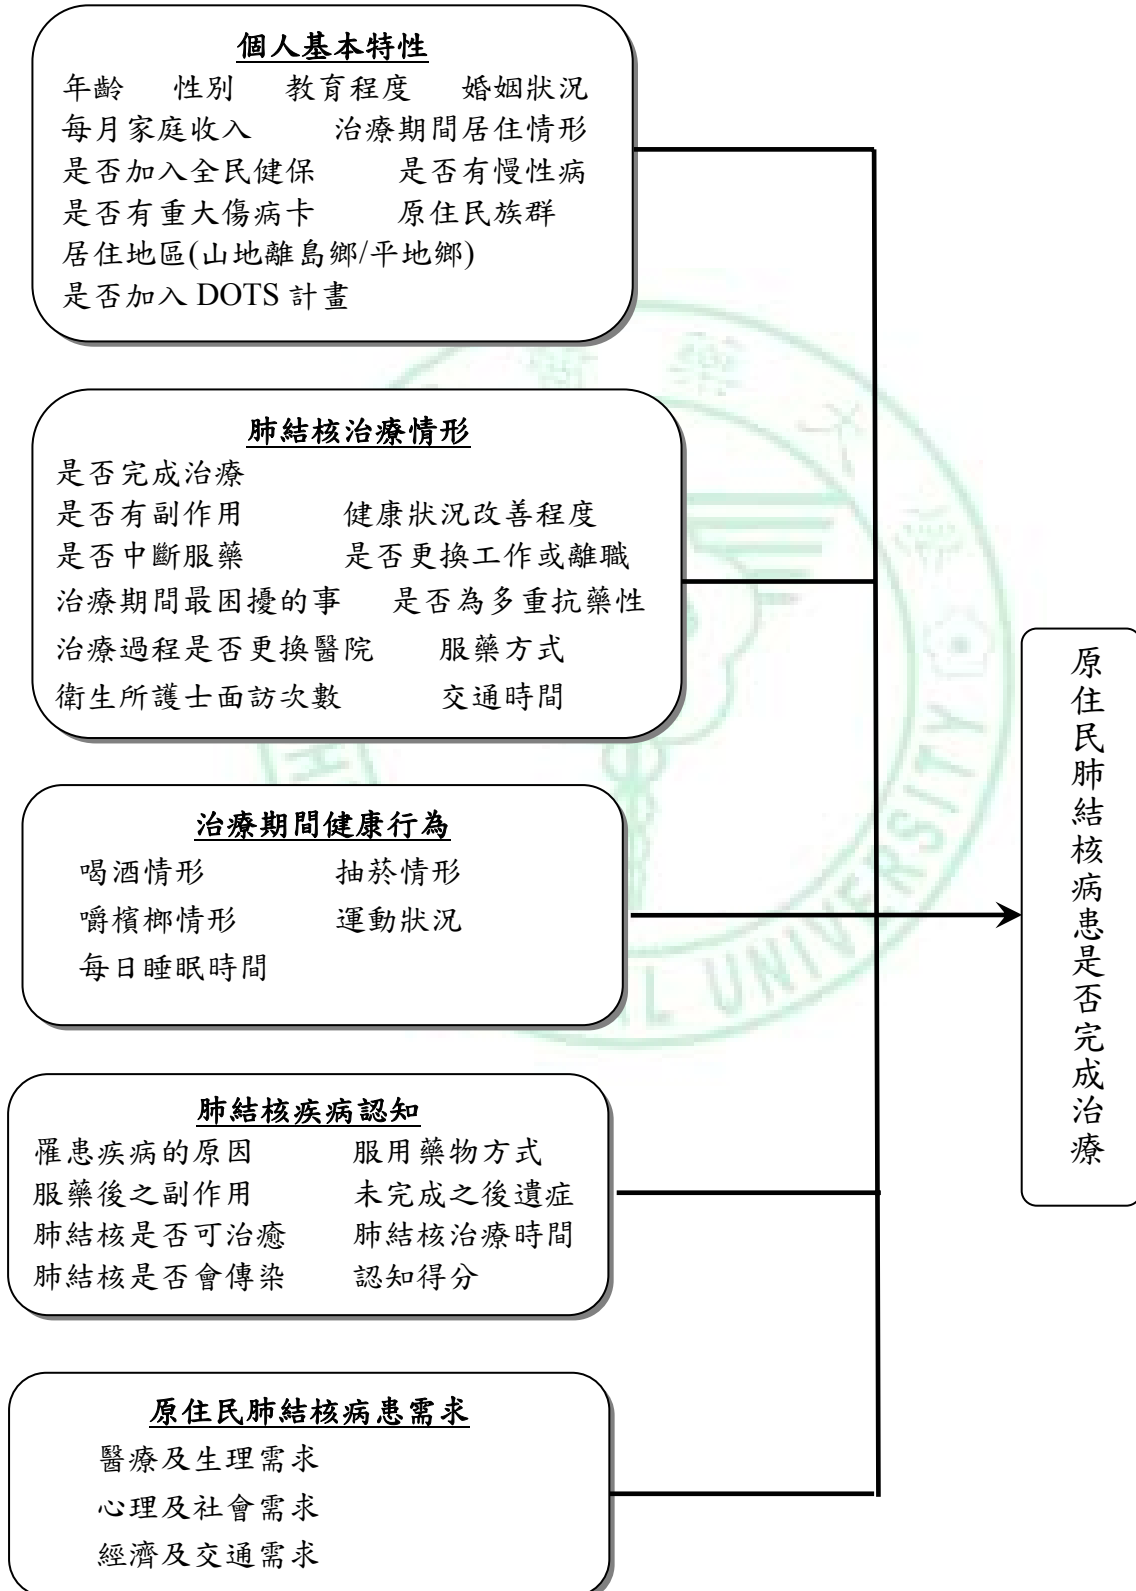 個人基本特性
年齡 性別 教育程度 婚姻狀況
每月家庭收入 治療期間居住情形
是否加入全民健保 是否有慢性病
是否有重大傷病卡 原住民族群
居住地區(山地離島鄉/平地鄉)
是否加入 DOTS 計畫
肺結核治療情形
是否完成治療
是否有副作用 健康狀況改善程度
是否中斷服藥 是否更換工作或離職
治療期間最困擾的事 是否為多重抗藥性
治療過程是否更換醫院 服藥方式
衛生所護士面訪次數 交通時間
治療期間健康行為
喝酒情形 抽菸情形
嚼檳榔情形 運動狀況
每日睡眠時間
肺結核疾病認知
罹患疾病的原因 服用藥物方式
服藥後之副作用 未完成之後遺症
肺結核是否可治癒 肺結核治療時間
肺結核是否會傳染 認知得分
原住民肺結核病患需求
醫療及生理需求
心理及社會需求
經濟及交通需求
原住民肺結核病患是否完成治療
UNIVERSITY